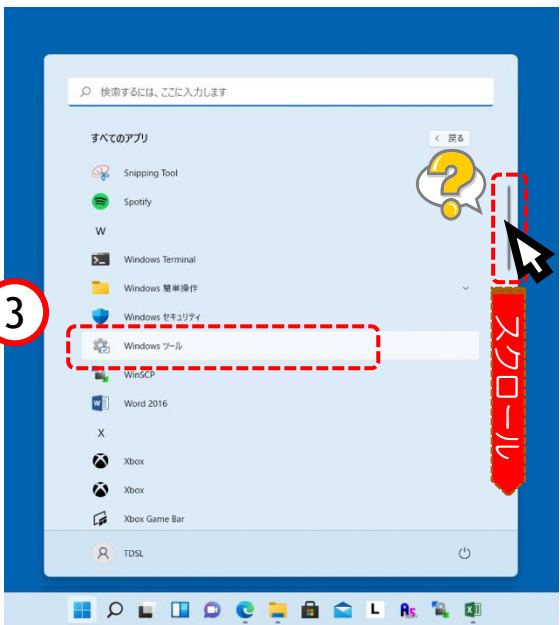 検索するには、ここに入力します
すべてのアプリ
< 戻る
Snipping Tool
Spotify
W
Windows Terminal
Windows 簡単操作
Windows セキュリティ
3
Windows ツール
WinSCP
Word 2016
X
Xbox
Xbox
Xbox Game Bar
TDSL
スクロール
L
As